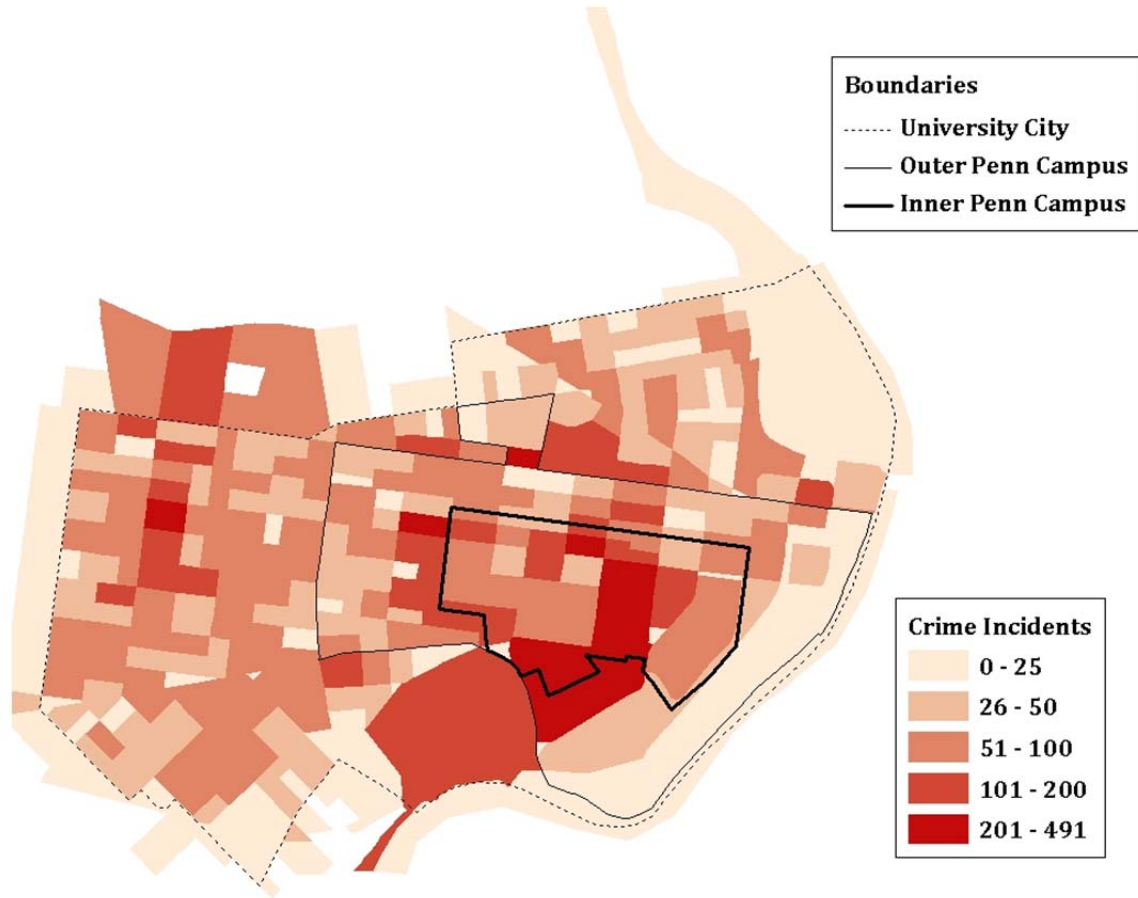 Boundaries
University City
Outer Penn Campus
Inner Penn Campus
Crime Incidents
0 - 25
26 - 50
51 - 100
101 - 200
201 - 491